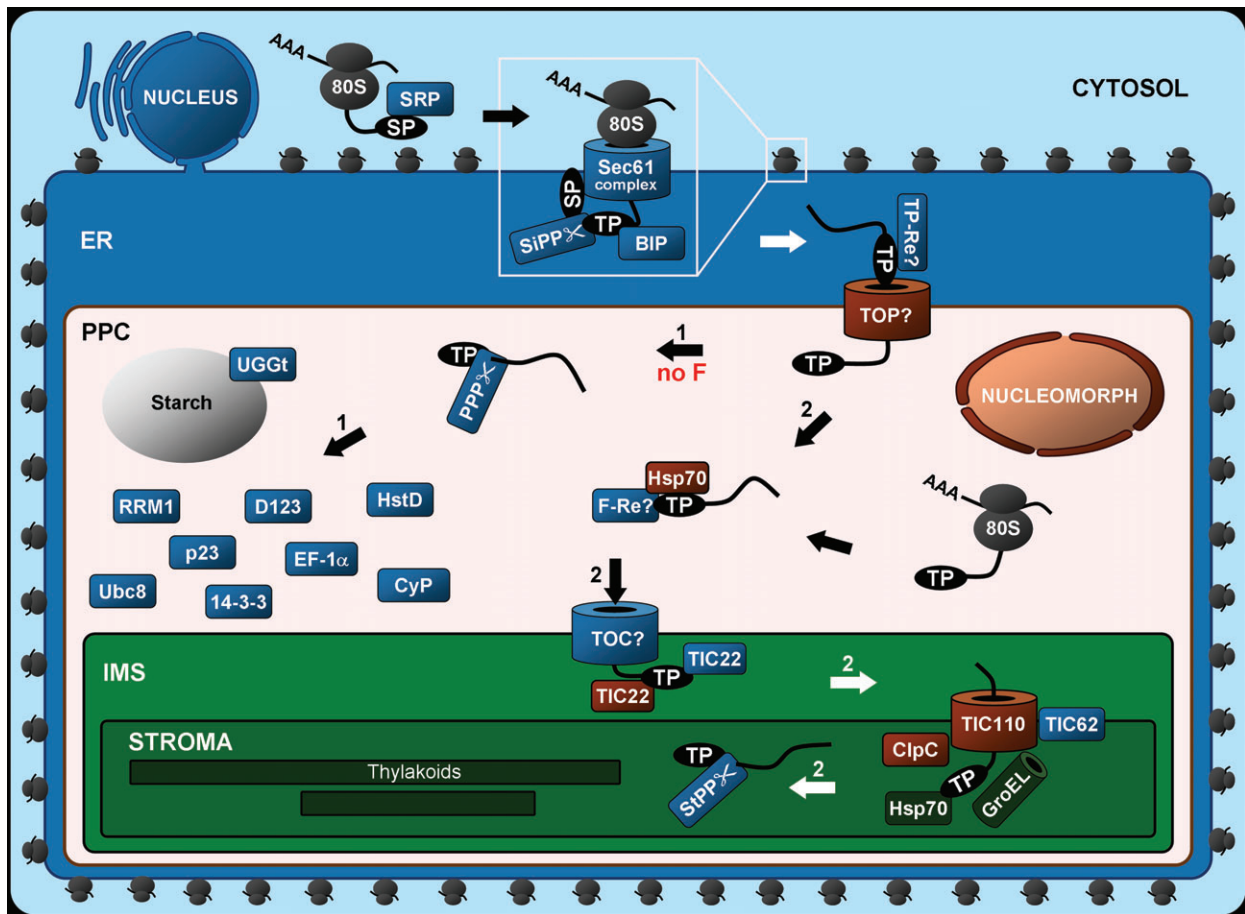 AAA
80S
SRP
SP
NUCLEUS
AAA
80S
Sec61
complex
SP
TP
SiPP
BIP
CYTOSOL
ER
TP-Re?
TP
TOP?
TP
PPC
UGGt
Starch
TP
PPP
1
no F
NUCLEOMORPH
1
2
RRM1
D123
HstD
p23
EF-1α
Ubc8
14-3-3
CyP
Hsp70
F-Re?
TP
AAA
80S
TP
2
TOC?
IMS
TP
TIC22
TIC22
2
TIC110
TIC62
ClpC
TP
Hsp70
GroEL
STROMA
Thylakoids
TP
StPP
2